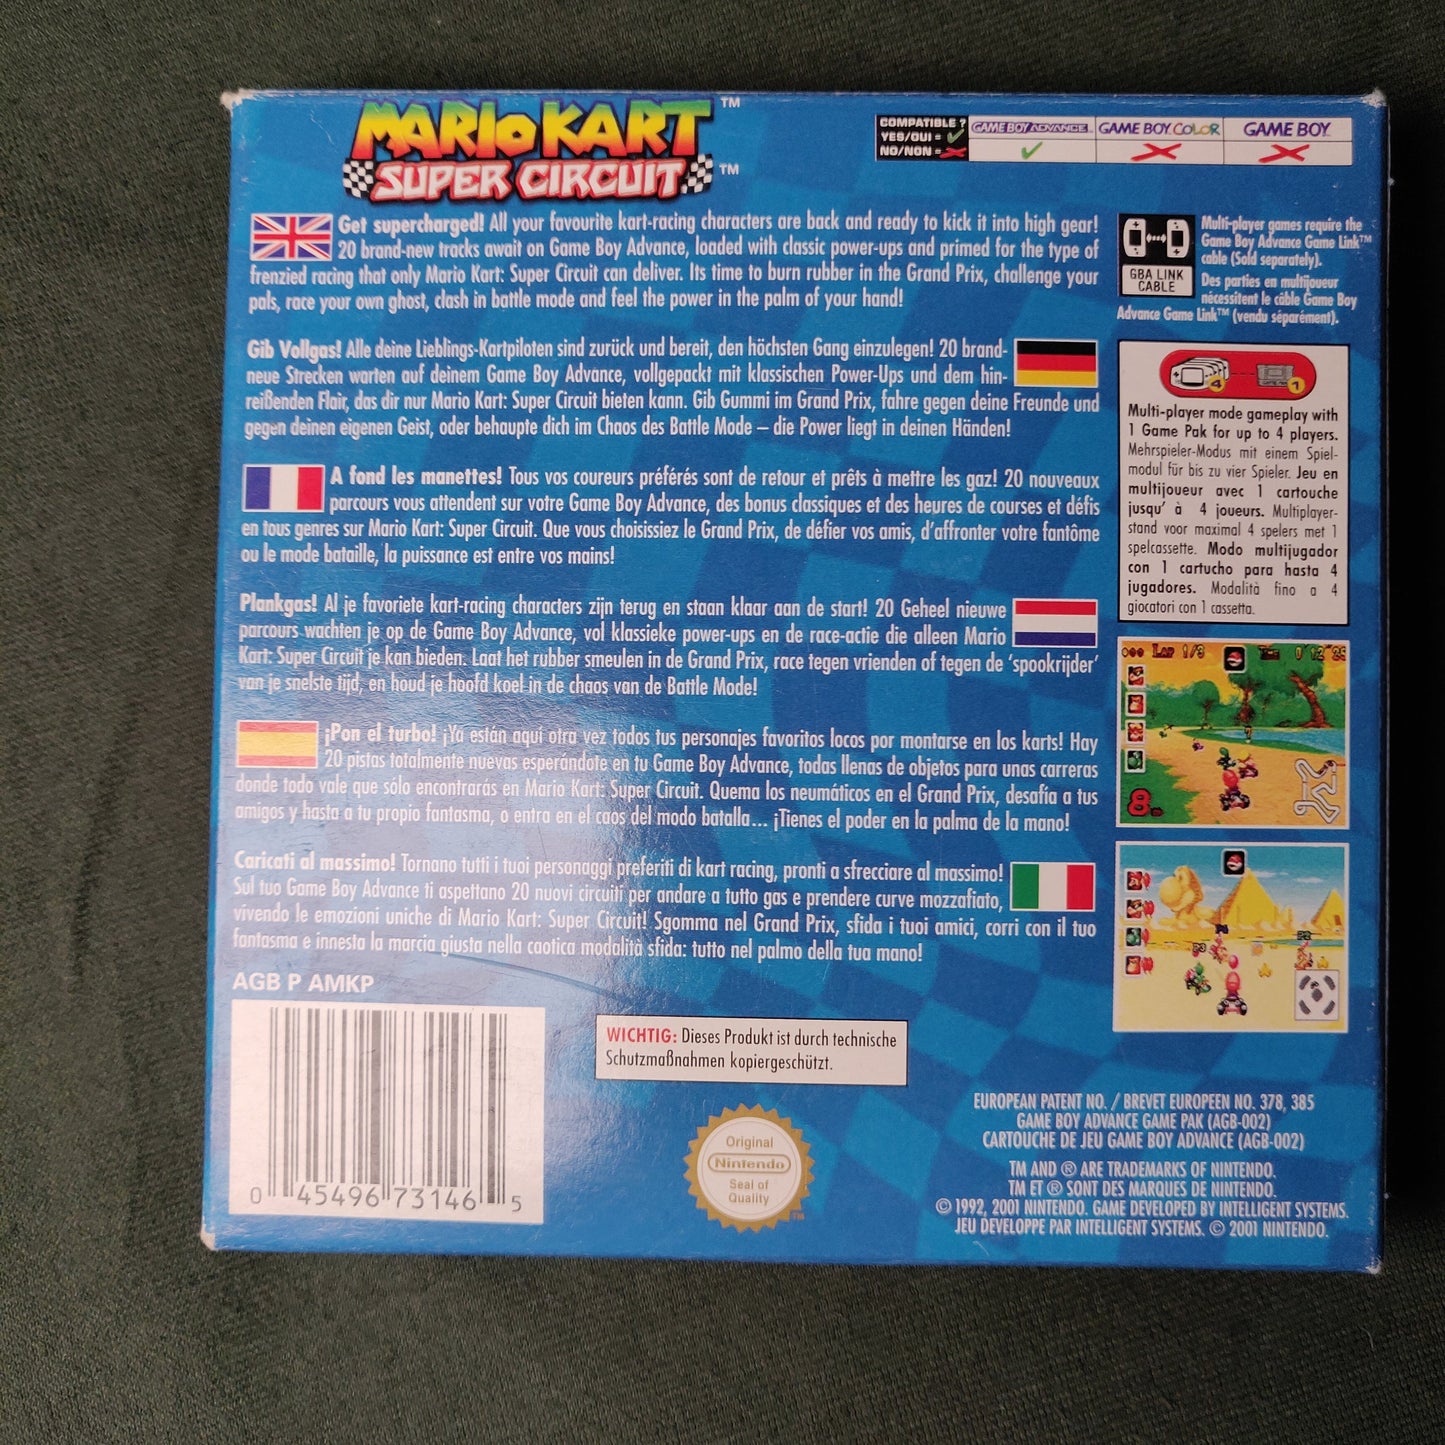 MARIO KART™
SUPER CIRCUIT™
COMPATIBLE ?
YES/OUI =
NO/NON =
GAME BOY ADVANCE
GAME BOY COLOR
GAME BOY
Get supercharged! All your favourite kart-racing characters are back and ready to kick it into high gear!
20 brand-new tracks await on Game Boy Advance, loaded with classic power-ups and primed for the type of
frenzied racing that only Mario Kart: Super Circuit can deliver. Its time to burn rubber in the Grand Prix, challenge your
pals, race your own ghost, clash in battle mode and feel the power in the palm of your hand!
Gib Vollgas! Alle deine Lieblings-Kartpiloten sind zurück und bereit, den höchsten Gang einzulegen! 20 brand-
neue Strecken warten auf deinem Game Boy Advance, vollgepackt mit klassischen Power-Ups und dem hin-
reißenden Flair, das dir nur Mario Kart: Super Circuit bieten kann. Gib Gummi im Grand Prix, fahre gegen deine Freunde und
gegen deinen eigenen Geist, oder behaupte dich im Chaos des Battle Mode – die Power liegt in deinen Händen!
A fond les manettes! Tous vos coureurs préférés sont de retour et prêts à mettre les gaz! 20 nouveaux
parcours vous attendent sur votre Game Boy Advance, des bonus classiques et des heures de courses et défis
en tous genres sur Mario Kart: Super Circuit. Que vous choisissiez le Grand Prix, de défier vos amis, d'affronter votre fantôme
ou le mode bataille, la puissance est entre vos mains!
Plankgas! Al je favoriete kart-racing characters zijn terug en staan klaar aan de start! 20 Geheel nieuwe
parcours wachten je op de Game Boy Advance, vol klassieke power-ups en de race-actie die alleen Mario
Kart: Super Circuit je kan bieden. Laat het rubber smeulen in de Grand Prix, race tegen vrienden of tegen de 'spookrijder'
van je snelste tijd, en houd je hoofd koel in de chaos van de Battle Mode!
¡Pon el turbo! ¡Ya están aquí otra vez todos tus personajes favoritos locos por montarse en los karts! Hay
20 pistas totalmente nuevas esperándote en tu Game Boy Advance, todas llenas de objetos para unas carreras
donde todo vale que sólo encontrarás en Mario Kart: Super Circuit. Quema los neumáticos en el Grand Prix, desafía a tus
amigos y hasta a tu propio fantasma, o entra en el caos del modo batalla... ¡Tienes el poder en la palma de la mano!
Caricati al massimo! Tornano tutti i tuoi personaggi preferiti di kart racing, pronti a sfrecciare al massimo!
Sul tuo Game Boy Advance ti aspettano 20 nuovi circuiti per andare a tutto gas e prendere curve mozzafiato,
vivendo le emozioni uniche di Mario Kart: Super Circuit! Sgomma nel Grand Prix, sfida i tuoi amici, corri con il tuo
fantasma e innesta la marcia giusta nella caotica modalità sfida: tutto nel palmo della tua mano!
GBA LINK
CABLE
Multi-player games require the
Game Boy Advance Game Link™
cable (Sold separately).
Des parties en multijoueur
nécessitent le câble Game Boy
Advance Game Link™ (vendu séparément).
4
1
Multi-player mode gameplay with
1 Game Pak for up to 4 players.
Mehrspieler-Modus mit einem Spiel-
modul für bis zu vier Spieler. Jeu en
multijoueur avec 1 cartouche
jusqu' à 4 joueurs. Multiplayer-
stand voor maximal 4 spelers met 1
spelcassette. Modo multijugador
con 1 cartucho para hasta 4
jugadores. Modalità fino a 4
giocatori con 1 cassetta.
LAP 1/3
8
AGB P AMKP
0 45496 73146 5
WICHTIG: Dieses Produkt ist durch technische
Schutzmaßnahmen kopiergeschützt.
Original
Nintendo
Seal of
Quality
TM
EUROPEAN PATENT NO. / BREVET EUROPEEN NO. 378, 385
GAME BOY ADVANCE GAME PAK (AGB-002)
CARTOUCHE DE JEU GAME BOY ADVANCE (AGB-002)
TM AND ® ARE TRADEMARKS OF NINTENDO.
TM ET ® SONT DES MARQUES DE NINTENDO.
© 1992, 2001 NINTENDO. GAME DEVELOPED BY INTELLIGENT SYSTEMS.
JEU DEVELOPPE PAR INTELLIGENT SYSTEMS. © 2001 NINTENDO.